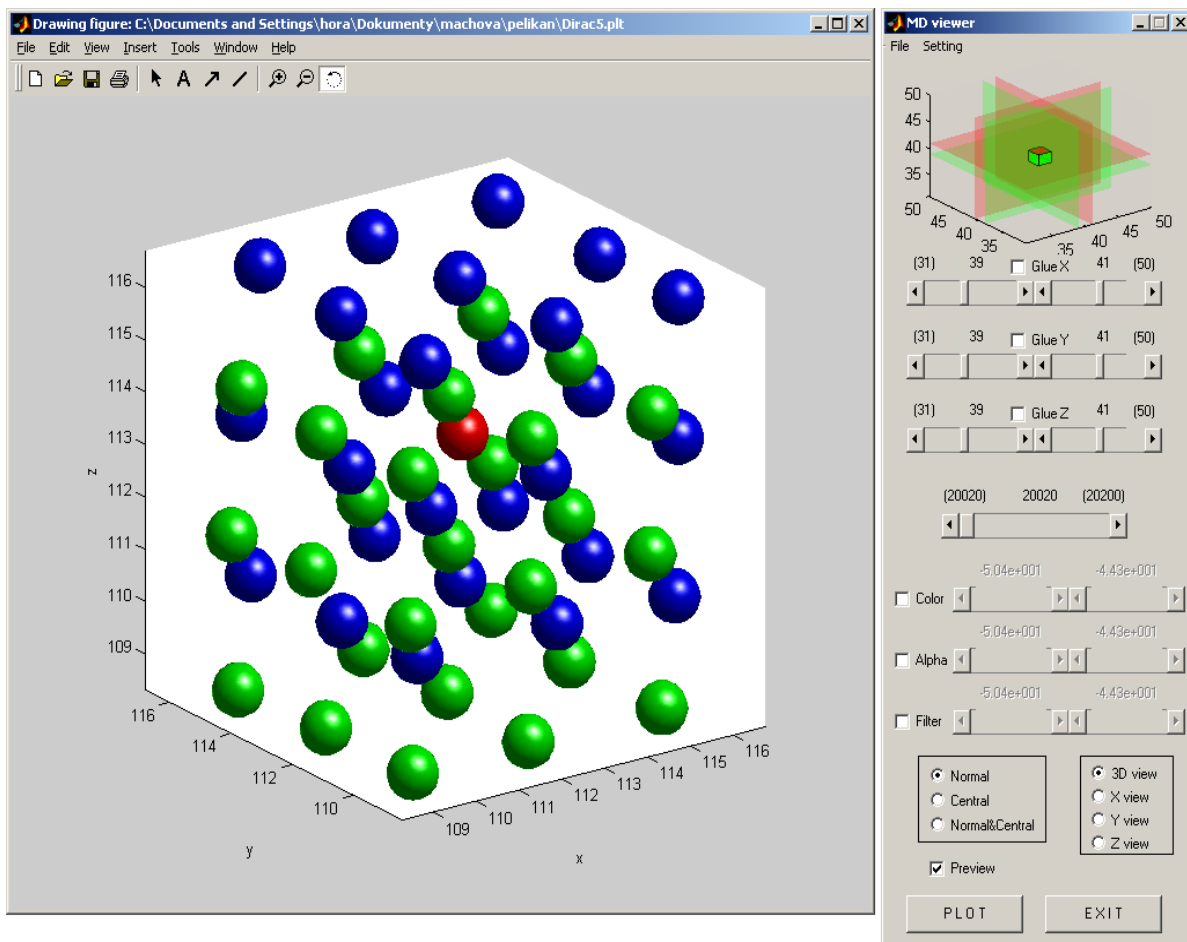 Drawing figure: C:\Documents and Settings\hora\Dokumenty\machova\pelikan\Dirac5.plt
File Edit View Insert Tools Window Help
A
116
115
114
113
112
111
110
109
z
116
114
112
110
y
109 110 111 112 113 114 115 116
x
MD viewer
File Setting
50
45
40
35
50 45 40 35
35 40 45 50
(31) 39 Glue X 41 (50)
(31) 39 Glue Y 41 (50)
(31) 39 Glue Z 41 (50)
(20020) 20020 (20200)
-5.04e+001 -4.43e+001
Color
-5.04e+001 -4.43e+001
Alpha
-5.04e+001 -4.43e+001
Filter
Normal
Central
Normal&Central
3D view
X view
Y view
Z view
Preview
PLOT EXIT